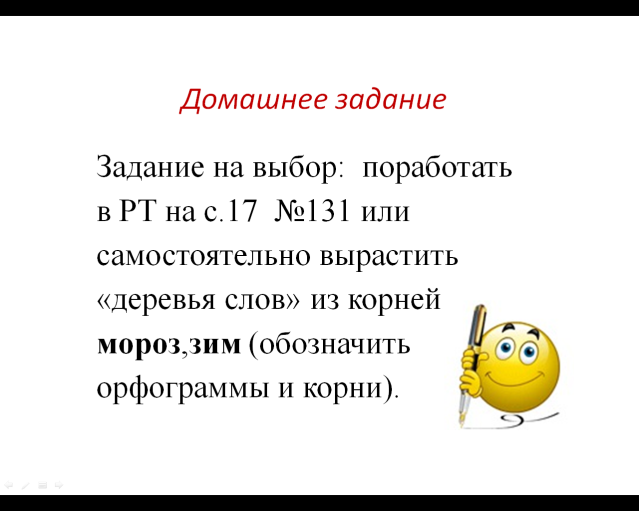 Домашнее задание
Задание на выбор: поработать
в РТ на с.17 №131 или
самостоятельно вырастить
«деревья слов» из корней
мороз,зим (обозначить
орфограммы и корни).